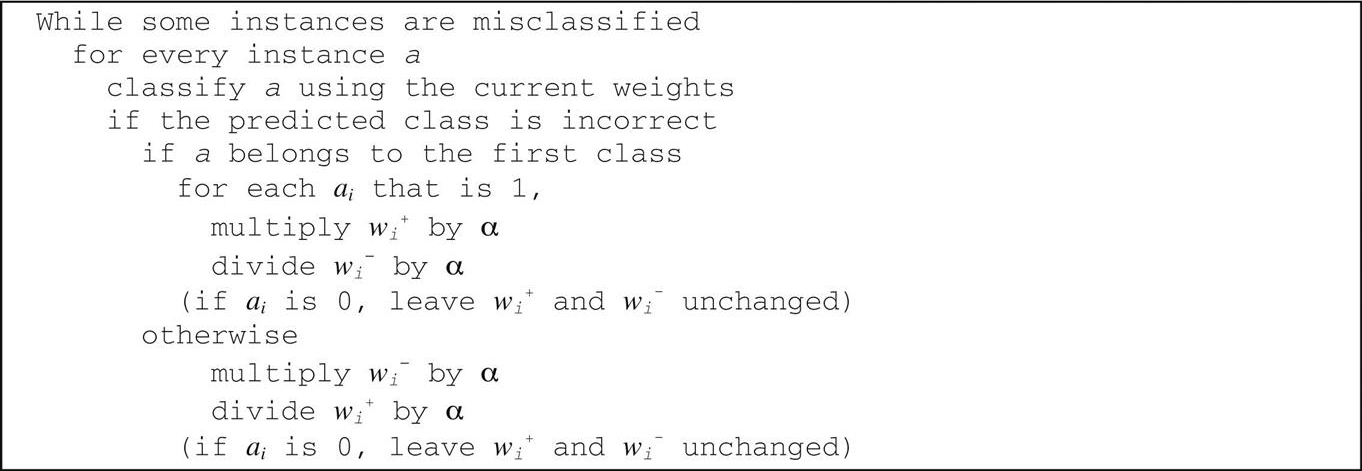 While some instances are misclassified
for every instance a
classify a using the current weights
if the predicted class is incorrect
if a belongs to the first class
for each aᵢ that is 1,
multiply wᵢ⁺ by α
divide wᵢ⁻ by α
(if aᵢ is 0, leave wᵢ⁺ and wᵢ⁻ unchanged)
otherwise
multiply wᵢ⁻ by α
divide wᵢ⁺ by α
(if aᵢ is 0, leave wᵢ⁺ and wᵢ⁻ unchanged)